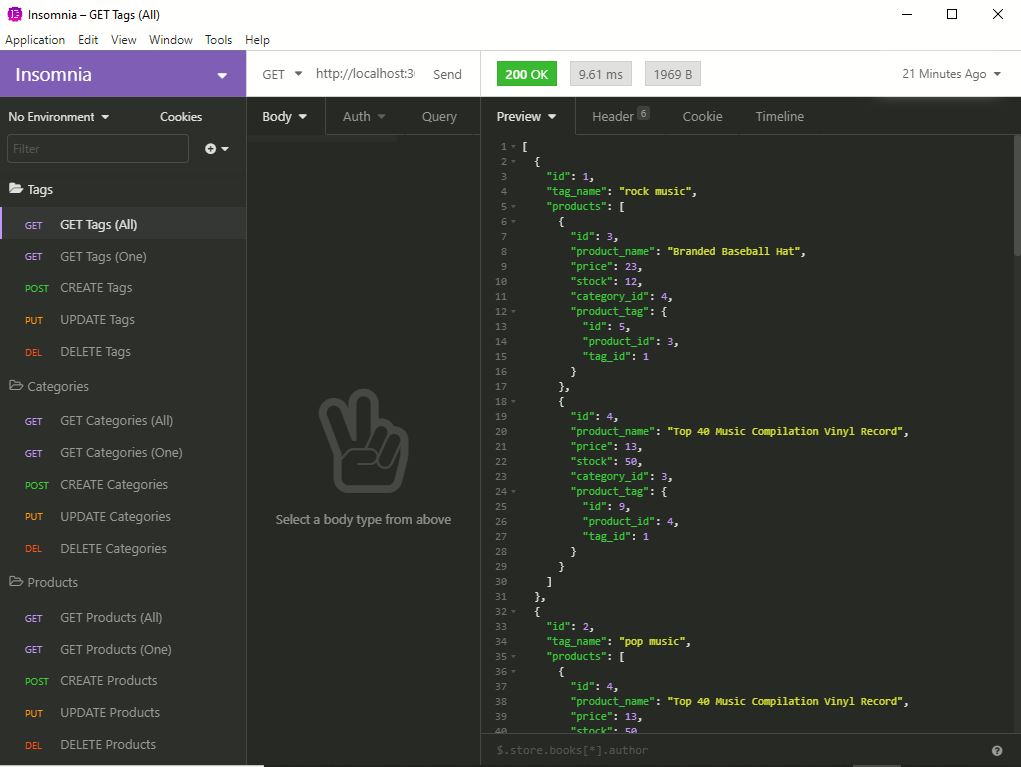 Insomnia – GET Tags (All)
Application Edit View Window Tools Help
Insomnia
GET http://localhost:3 Send
200 OK 9.61 ms 1969 B
21 Minutes Ago
No Environment Cookies
Filter
Tags
GET GET Tags (All)
GET GET Tags (One)
POST CREATE Tags
PUT UPDATE Tags
DEL DELETE Tags
Categories
GET GET Categories (All)
GET GET Categories (One)
POST CREATE Categories
PUT UPDATE Categories
DEL DELETE Categories
Products
GET GET Products (All)
GET GET Products (One)
POST CREATE Products
PUT UPDATE Products
DEL DELETE Products
Body Auth Query
Select a body type from above
Preview Header 6 Cookie Timeline
1 [
2 {
3 "id": 1,
4 "tag_name": "rock music",
5 "products": [
6 {
7 "id": 3,
8 "product_name": "Branded Baseball Hat",
9 "price": 23,
10 "stock": 12,
11 "category_id": 4,
12 "product_tag": {
13 "id": 5,
14 "product_id": 3,
15 "tag_id": 1
16 }
17 },
18 {
19 "id": 4,
20 "product_name": "Top 40 Music Compilation Vinyl Record",
21 "price": 13,
22 "stock": 50,
23 "category_id": 3,
24 "product_tag": {
25 "id": 9,
26 "product_id": 4,
27 "tag_id": 1
28 }
29 }
30 ]
31 },
32 {
33 "id": 2,
34 "tag_name": "pop music",
35 "products": [
36 {
37 "id": 4,
38 "product_name": "Top 40 Music Compilation Vinyl Record",
39 "price": 13,
40 "stock": 50
$.store.books[*].author